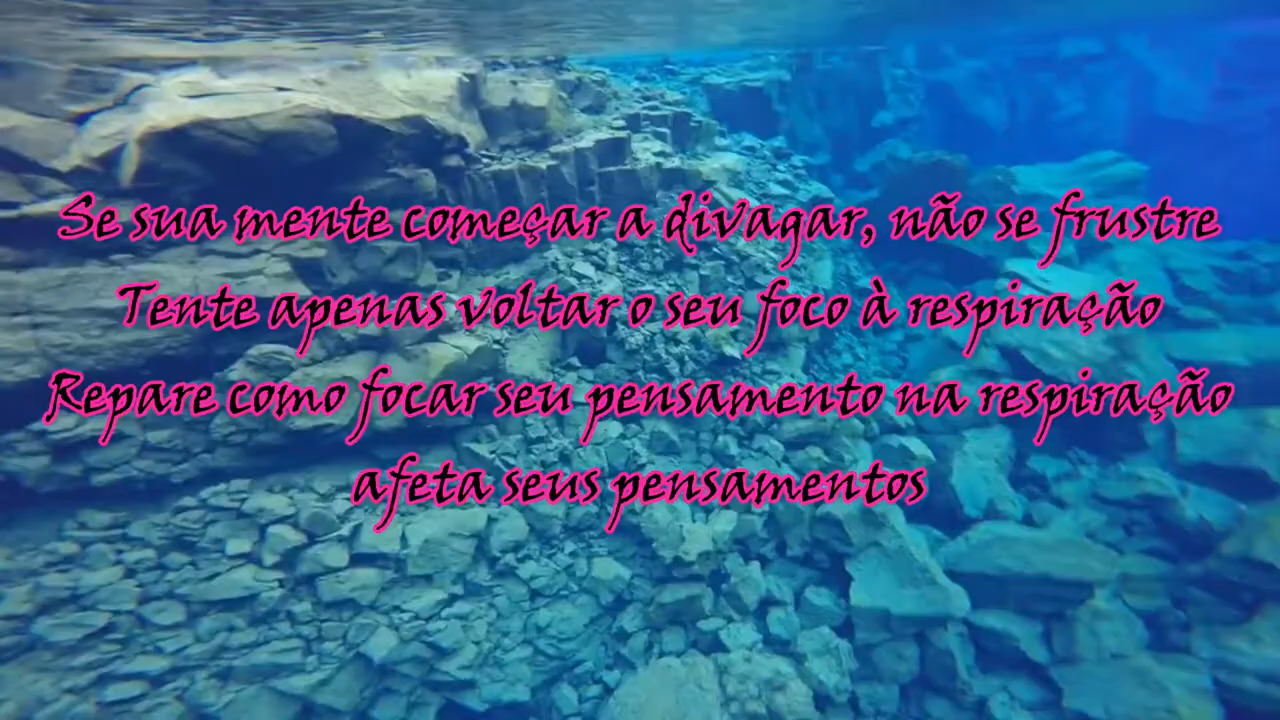 Se sua mente começar a divagar, não se frustre
Tente apenas voltar o seu foco à respiração
Repare como focar seu pensamento na respiração
afeta seus pensamentos